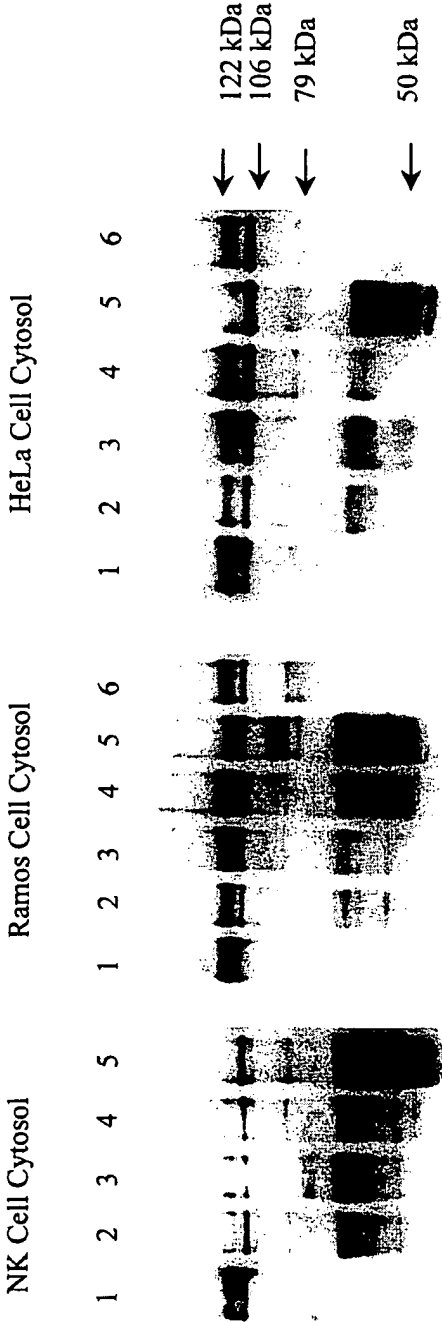 NK Cell Cytosol
1 2 3 4 5
Ramos Cell Cytosol
1 2 3 4 5 6
HeLa Cell Cytosol
1 2 3 4 5 6
122 kDa
106 kDa
79 kDa
50 kDa